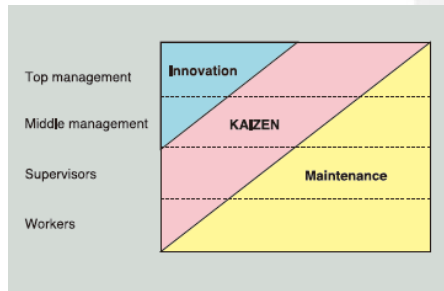 Top management
Innovation
Middle management
KAIZEN
Supervisors
Maintenance
Workers